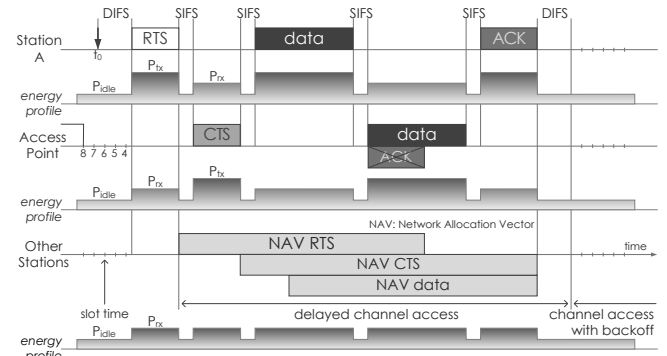 DIFS SIFS SIFS SIFS SIFS DIFS
Station A
t0
RTS
data
ACK
Ptx
Prx
Pidle
energy profile
CTS
data
Access Point
8 7 6 5 4
ACK
Ptx
Prx
Pidle
energy profile
NAV: Network Allocation Vector
Other Stations
NAV RTS
time
NAV CTS
NAV data
slot time
delayed channel access
channel access with backoff
Prx
Pidle
energy profile